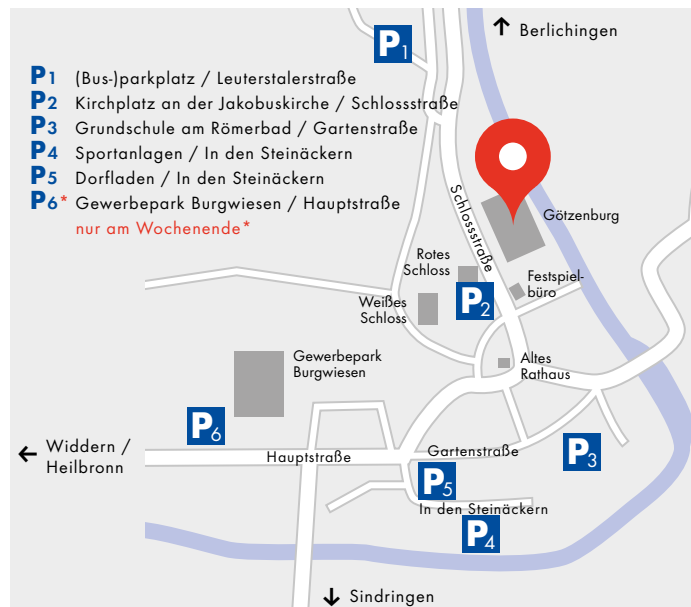 P1
↑ Berlichingen
P1 (Bus-)parkplatz / Leuterstalerstraße
P2 Kirchplatz an der Jakobuskirche / Schlossstraße
P3 Grundschule am Römerbad / Gartenstraße
P4 Sportanlagen / In den Steinäckern
P5 Dorfladen / In den Steinäckern
P6* Gewerbepark Burgwiesen / Hauptstraße
nur am Wochenende*
Schlossstraße
Götzenburg
Rotes
Schloss
Festspiel-
büro
P2
Weißes
Schloss
Gewerbepark
Burgwiesen
Altes
Rathaus
P6
← Widdern /
Heilbronn
Hauptstraße
Gartenstraße
P3
P5
In den Steinäckern
P4
↓ Sindringen